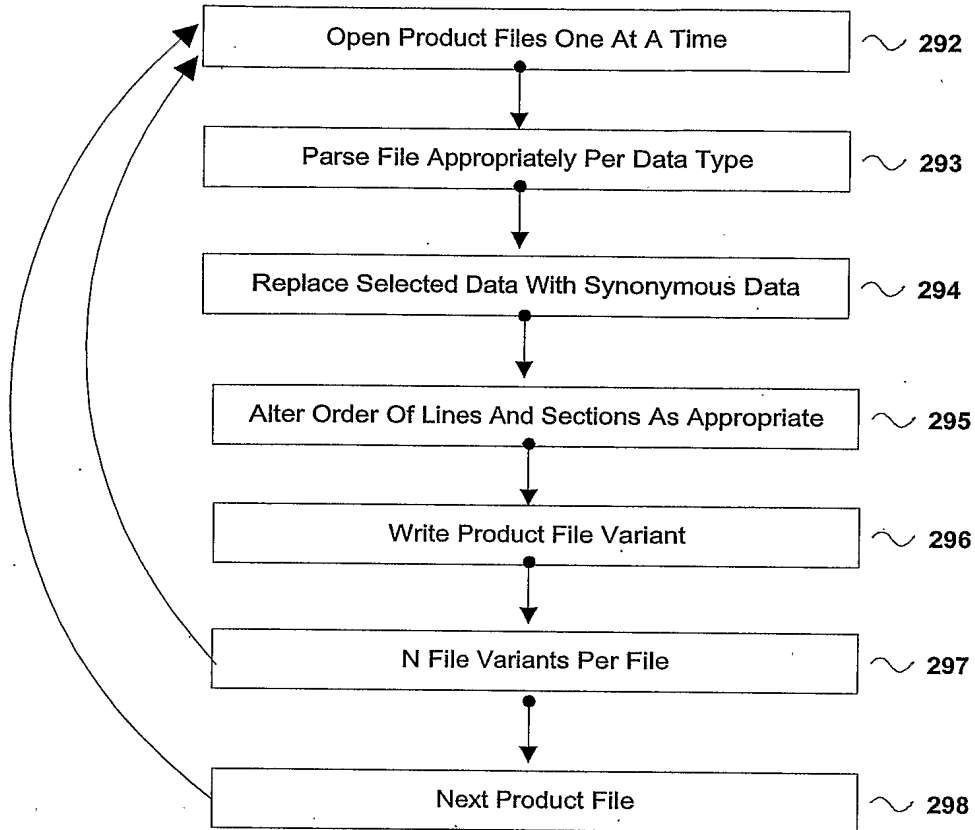 Open Product Files One At A Time 292
Parse File Appropriately Per Data Type 293
Replace Selected Data With Synonymous Data 294
Alter Order Of Lines And Sections As Appropriate 295
Write Product File Variant 296
N File Variants Per File 297
Next Product File 298